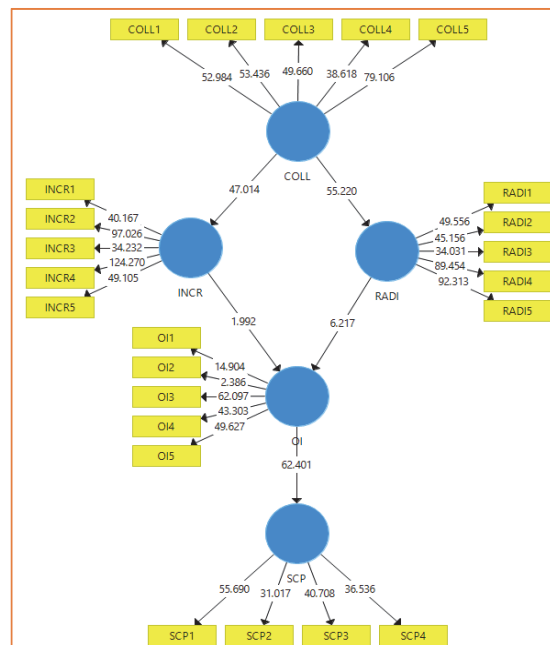 COLL1
COLL2
COLL3
COLL4
COLL5
52.984
53.436
49.660
38.618
79.106
COLL
47.014
55.220
INCR1
INCR2
INCR3
INCR4
INCR5
40.167
97.026
34.232
124.270
49.105
INCR
RADI1
RADI2
RADI3
RADI4
RADI5
49.556
45.156
34.031
89.454
92.313
RADI
1.992
6.217
OI1
OI2
OI3
OI4
OI5
14.904
2.386
62.097
43.303
49.627
OI
62.401
SCP
55.690
31.017
40.708
36.536
SCP1
SCP2
SCP3
SCP4